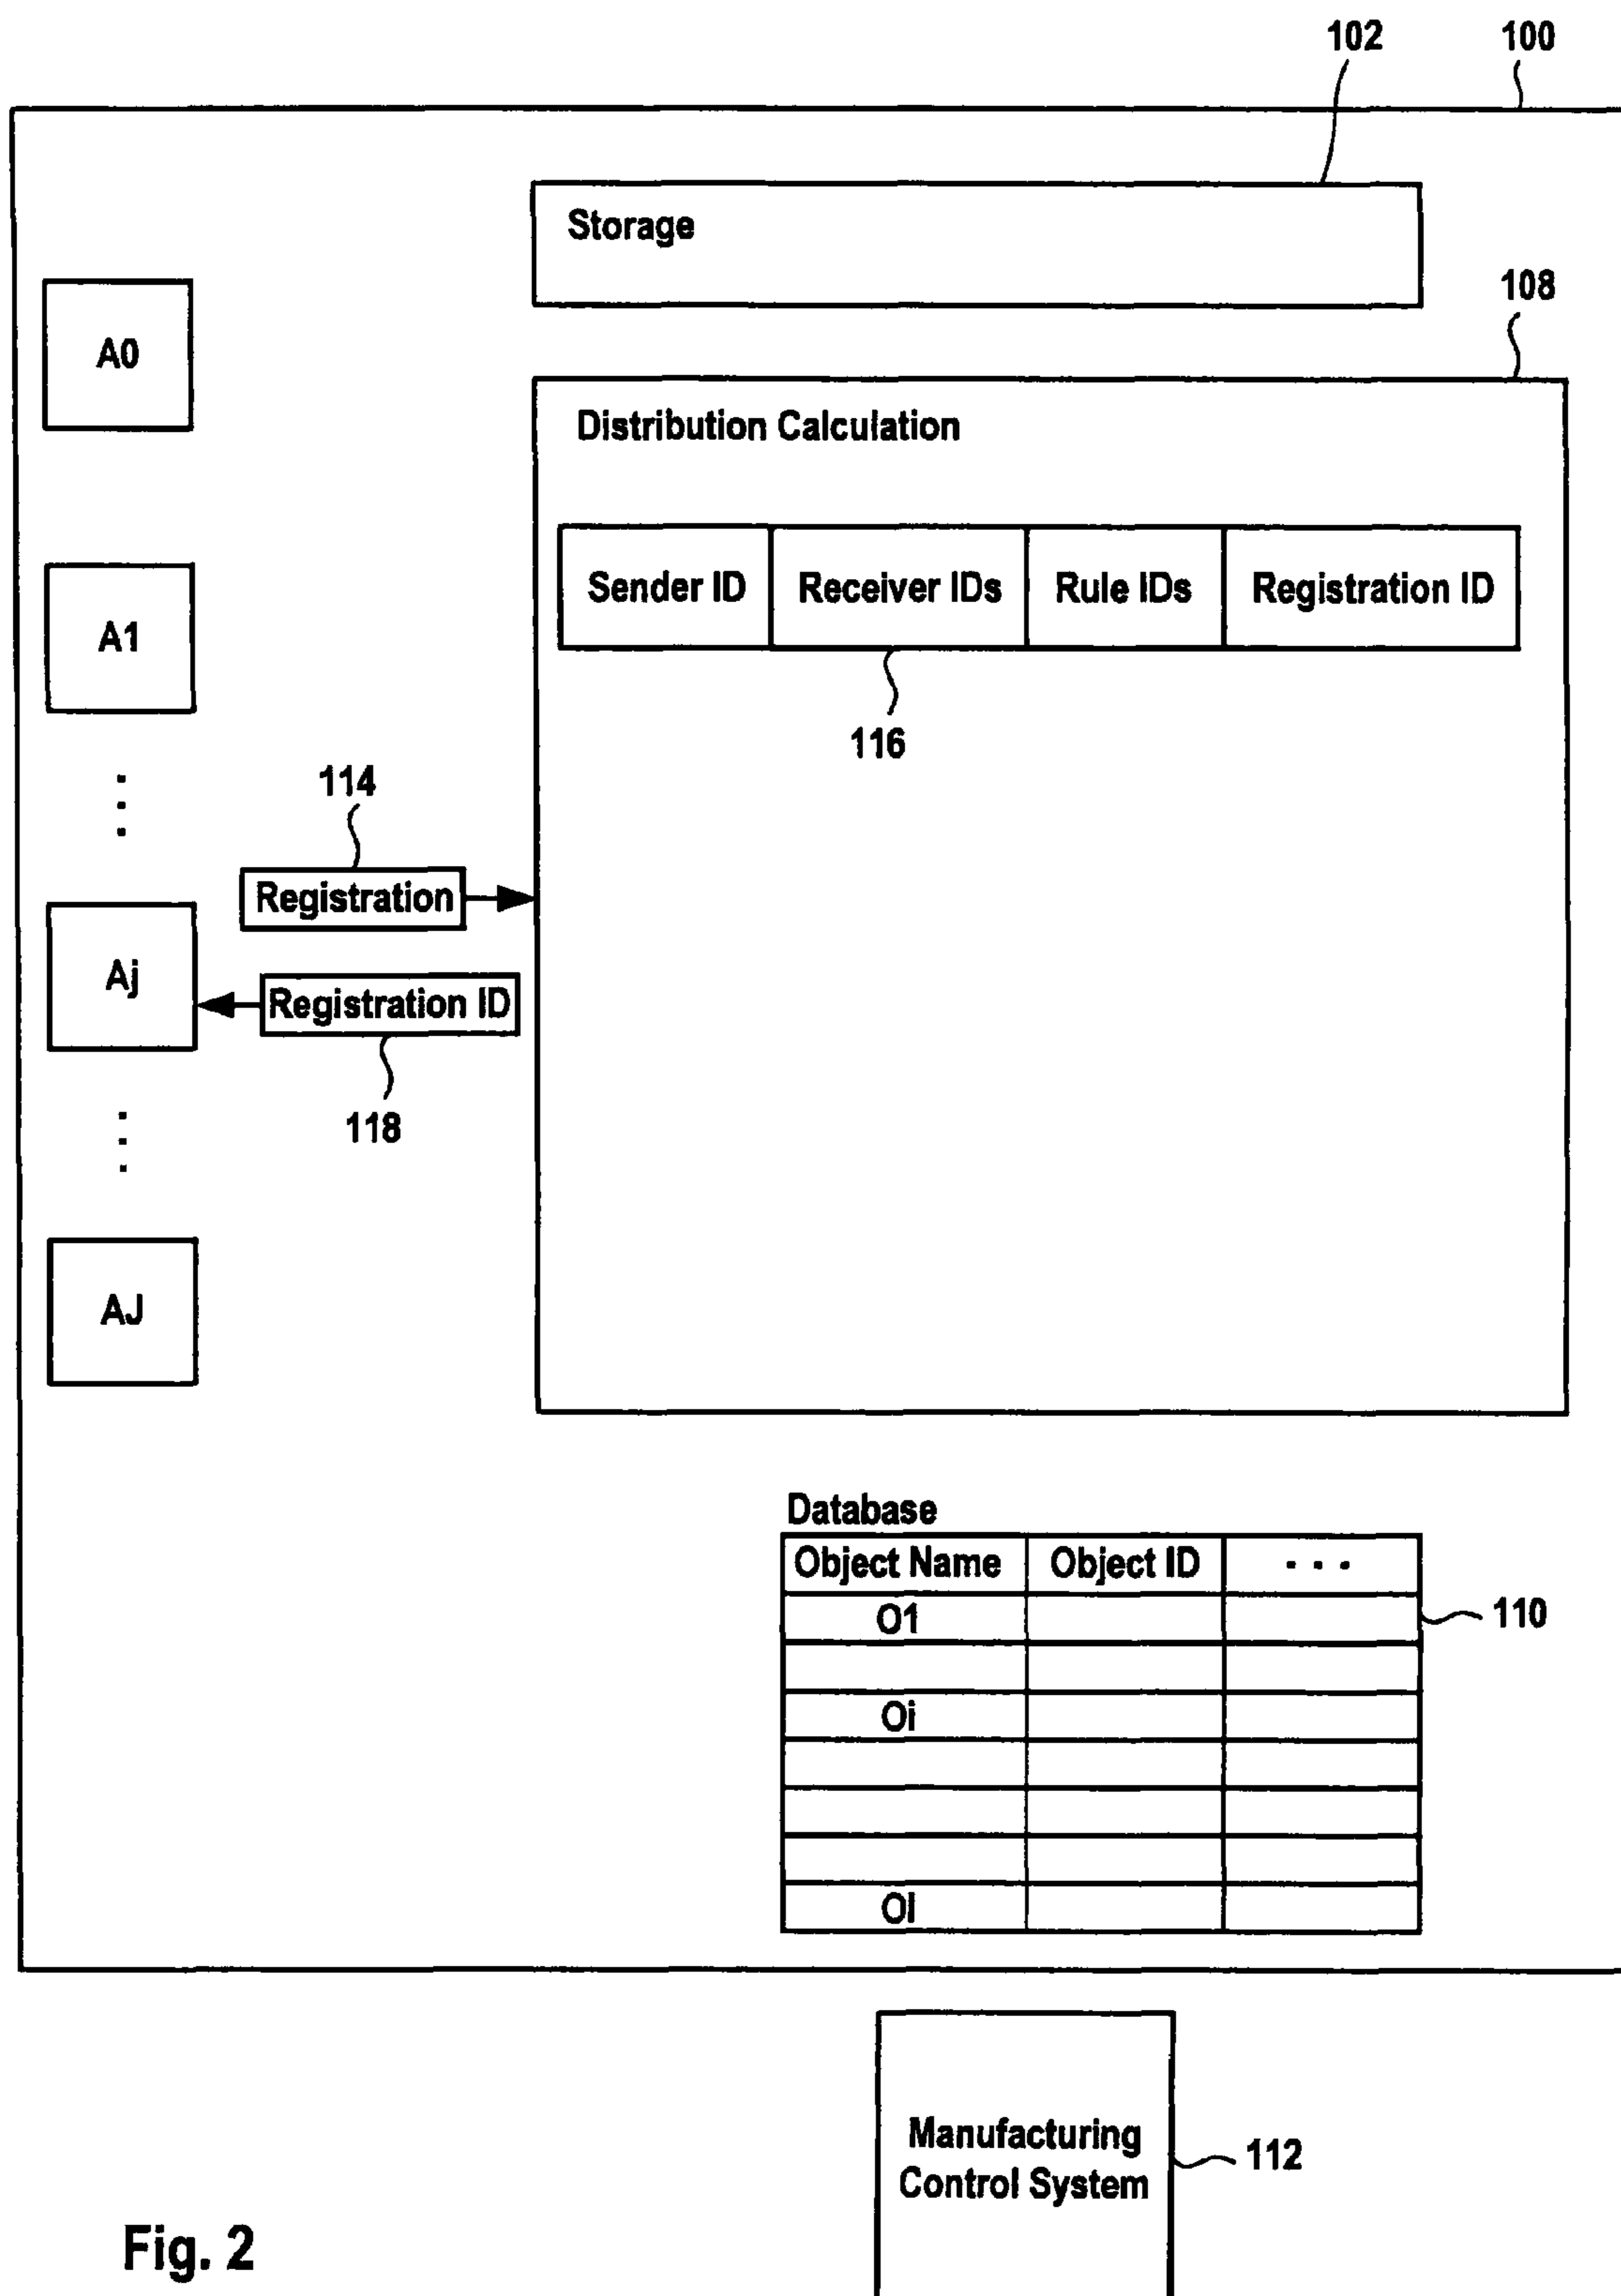 102
100
Storage
108
A0
Distribution Calculation
Sender ID
Receiver IDs
Rule IDs
Registration ID
A1
116
114
Registration
Aj
Registration ID
118
AJ
Database
Object Name
Object ID
. . .
O1
110
Oi
OI
Manufacturing
Control System
112
Fig. 2